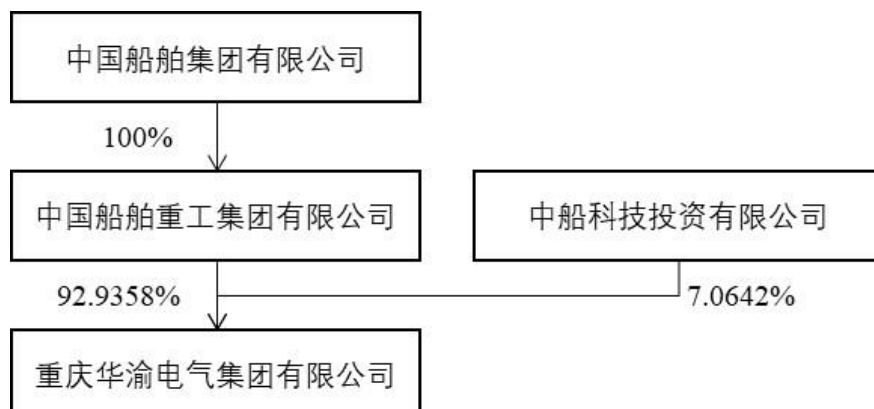 中国船舶集团有限公司
100%
中国船舶重工集团有限公司
中船科技投资有限公司
92.9358%
7.0642%
重庆华渝电气集团有限公司